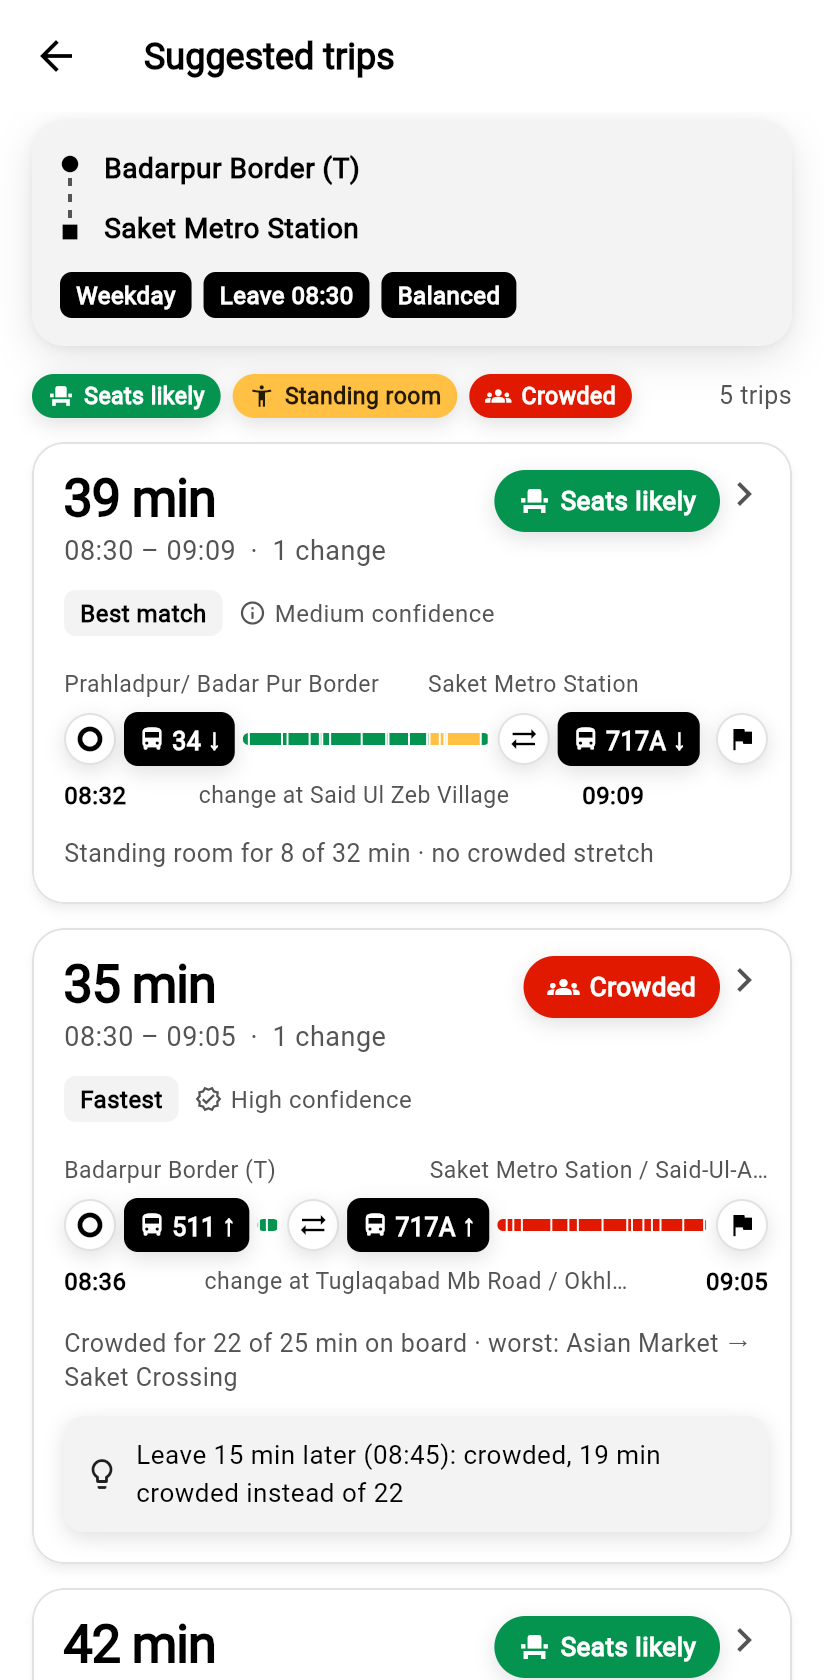 Suggested trips
Badarpur Border (T)
Saket Metro Station
Weekday Leave 08:30 Balanced
Seats likely Standing room Crowded 5 trips
39 min Seats likely
08:30 – 09:09 · 1 change
Best match Medium confidence
Prahladpur/ Badar Pur Border Saket Metro Station
34 ↓ 717A ↓
08:32 change at Said Ul Zeb Village 09:09
Standing room for 8 of 32 min · no crowded stretch
35 min Crowded
08:30 – 09:05 · 1 change
Fastest High confidence
Badarpur Border (T) Saket Metro Sation / Said-Ul-A...
511 ↑ 717A ↑
08:36 change at Tuglaqabad Mb Road / Okhl... 09:05
Crowded for 22 of 25 min on board · worst: Asian Market →
Saket Crossing
Leave 15 min later (08:45): crowded, 19 min
crowded instead of 22
42 min Seats likely